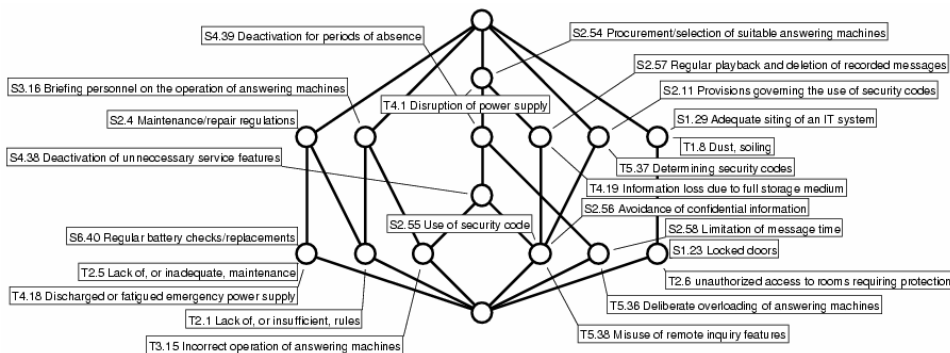 S4.39 Deactivation for periods of absence
S2.54 Procurement/selection of suitable answering machines
S2.57 Regular playback and deletion of recorded messages
S3.16 Briefing personnel on the operation of answering machines
S2.11 Provisions governing the use of security codes
T4.1 Disruption of power supply
S2.4 Maintenance/repair regulations
S1.29 Adequate siting of an IT system
T1.8 Dust, soiling
S4.38 Deactivation of unneccessary service features
T5.37 Determining security codes
T4.19 Information loss due to full storage medium
S2.56 Avoidance of confidential information
S2.55 Use of security code
S2.58 Limitation of message time
S6.40 Regular battery checks/replacements
S1.23 Locked doors
T2.5 Lack of, or inadequate, maintenance
T2.6 unauthorized access to rooms requiring protection
T4.18 Discharged or fatigued emergency power supply
T5.36 Deliberate overloading of answering machines
T2.1 Lack of, or insufficient, rules
T5.38 Misuse of remote inquiry features
T3.15 Incorrect operation of answering machines